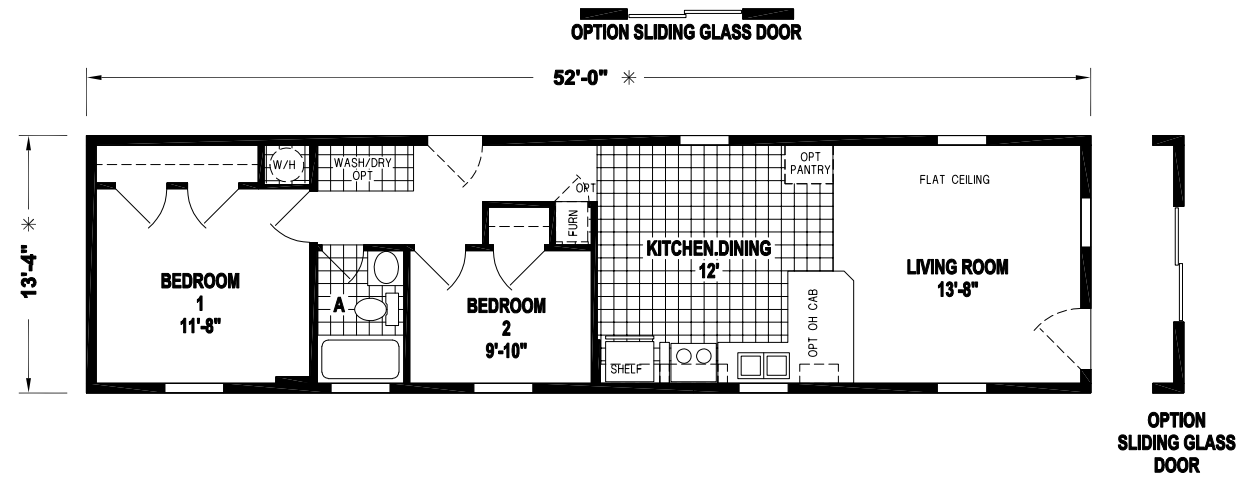 OPTION SLIDING GLASS DOOR
52'-0" ✳
13'-4" ✳
W/H
WASH/DRY
OPT
OPT
FURN
OPT
PANTRY
FLAT CEILING
BEDROOM
1
11'-8"
A
BEDROOM
2
9'-10"
KITCHEN.DINING
12'
LIVING ROOM
13'-8"
OPT OH CAB
SHELF
OPTION
SLIDING GLASS
DOOR